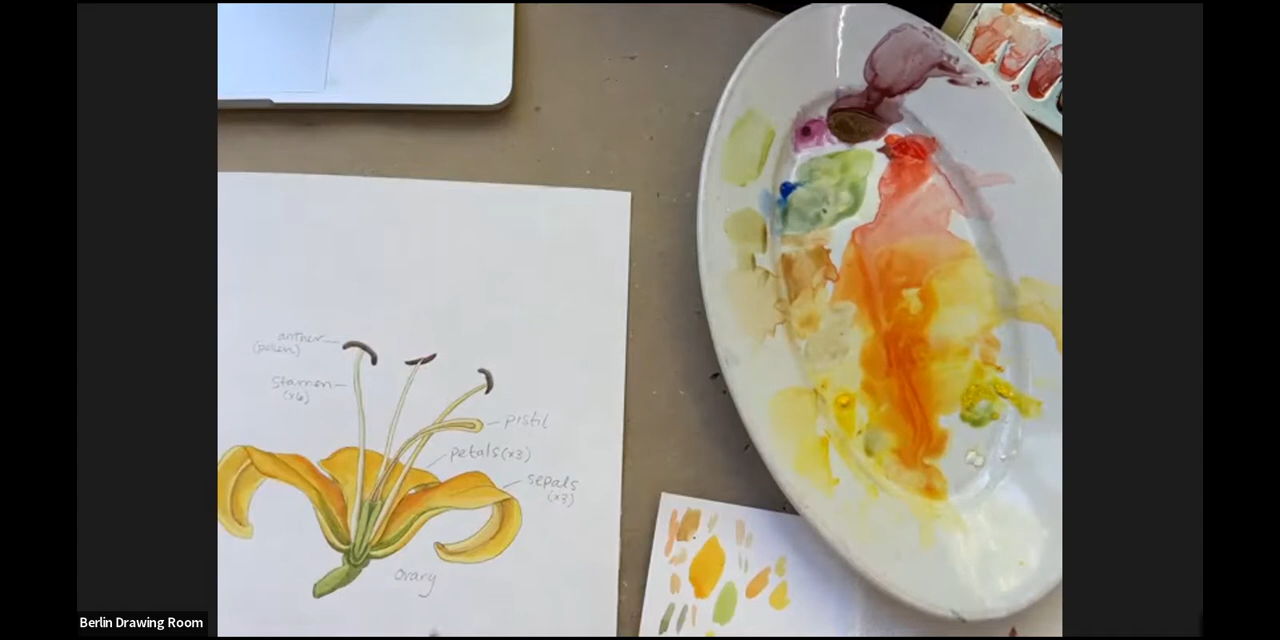 anther
(pollen)
stamen
(x6)
pistil
petals (x3)
sepals
(x3)
ovary
Berlin Drawing Room